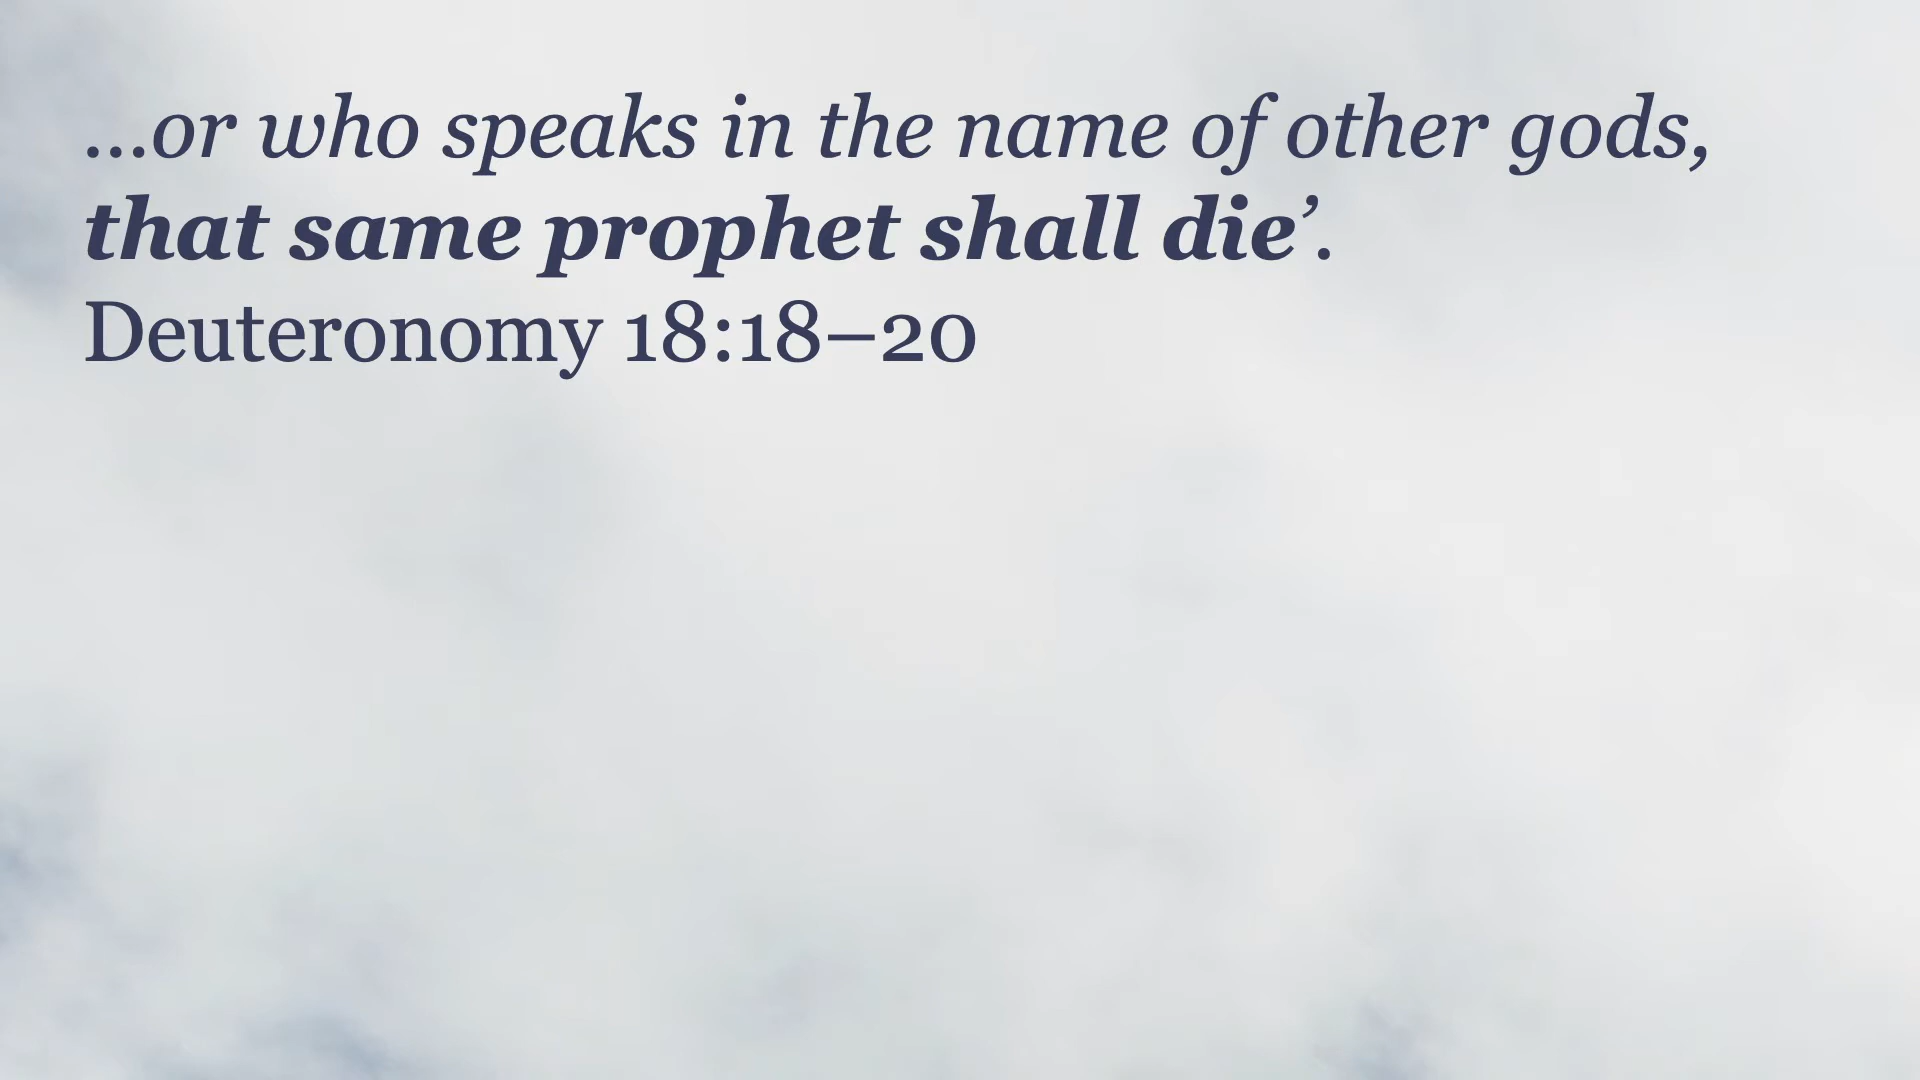 …or who speaks in the name of other gods,
that same prophet shall die’.
Deuteronomy 18:18–20